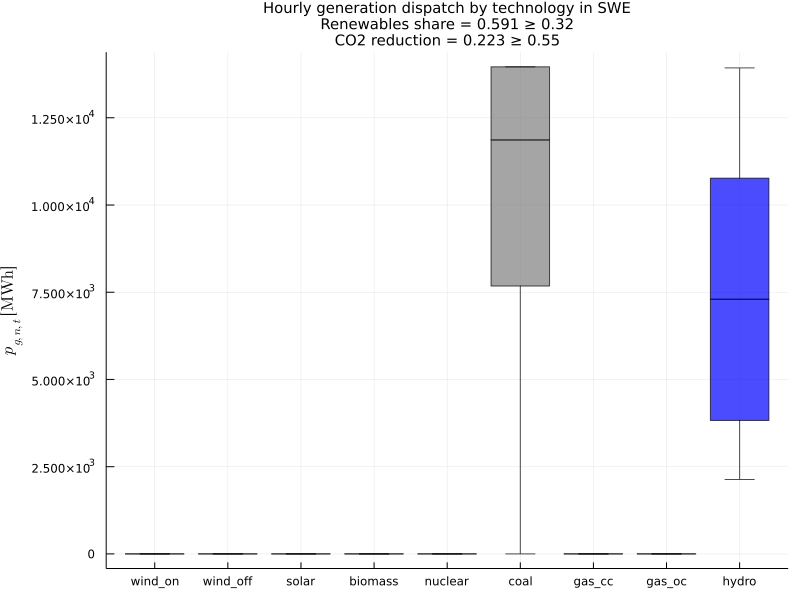 Hourly generation dispatch by technology in SWE
Renewables share = 0.591 ≥ 0.32
CO2 reduction = 0.223 ≥ 0.55
1.250×10⁴
1.000×10⁴
7.500×10³
5.000×10³
2.500×10³
0
p_{g,n,t} [MWh]
wind_on wind_off solar biomass nuclear coal gas_cc gas_oc hydro